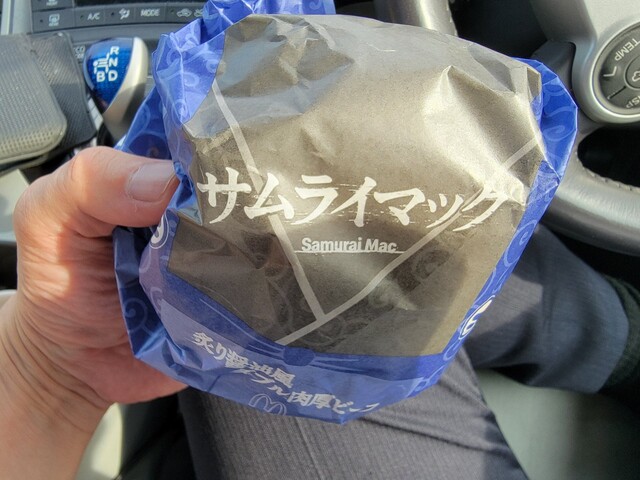 A/C
MODE
R
N
B D
TEMP
サムライマック
Samurai Mac
炙り醤油風
ダブル肉厚ビーフ